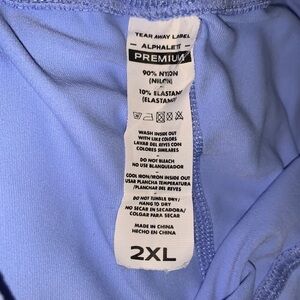 TEAR AWAY LABEL
ALPHALETE
PREMIUM
90% NYLON
(NILON)
10% ELASTANE
(ELASTAN
WASH INSIDE OUT
WITH LIKE COLORS
LAVAR DEL REVES CON
COLORES SIMILARES
DO NOT BLEACH
NO USE BLANQUEADOR
COOL IRON/IRON INSIDE OUT
USAR PLANCHA TEMPERATURA
/PLANCHAR DEL REVES
DO NOT TUMBLE DRY/
HANG TO DRY
NO SECAR EN SECADORA/
COLGAR PARA SECAR
MADE IN CHINA
HECHO EN CHINA
2XL